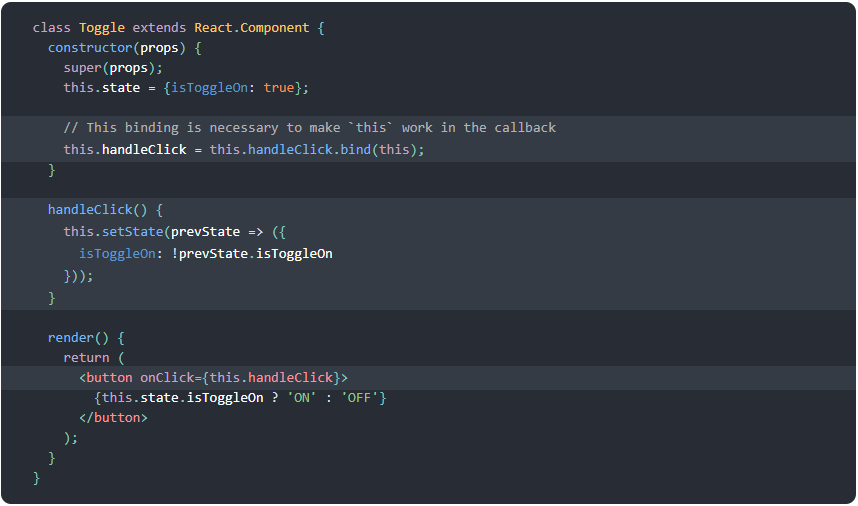 class Toggle extends React.Component {
  constructor(props) {
    super(props);
    this.state = {isToggleOn: true};

    // This binding is necessary to make `this` work in the callback
    this.handleClick = this.handleClick.bind(this);
  }

  handleClick() {
    this.setState(prevState => ({
      isToggleOn: !prevState.isToggleOn
    }));
  }

  render() {
    return (
      <button onClick={this.handleClick}>
        {this.state.isToggleOn ? 'ON' : 'OFF'}
      </button>
    );
  }
}